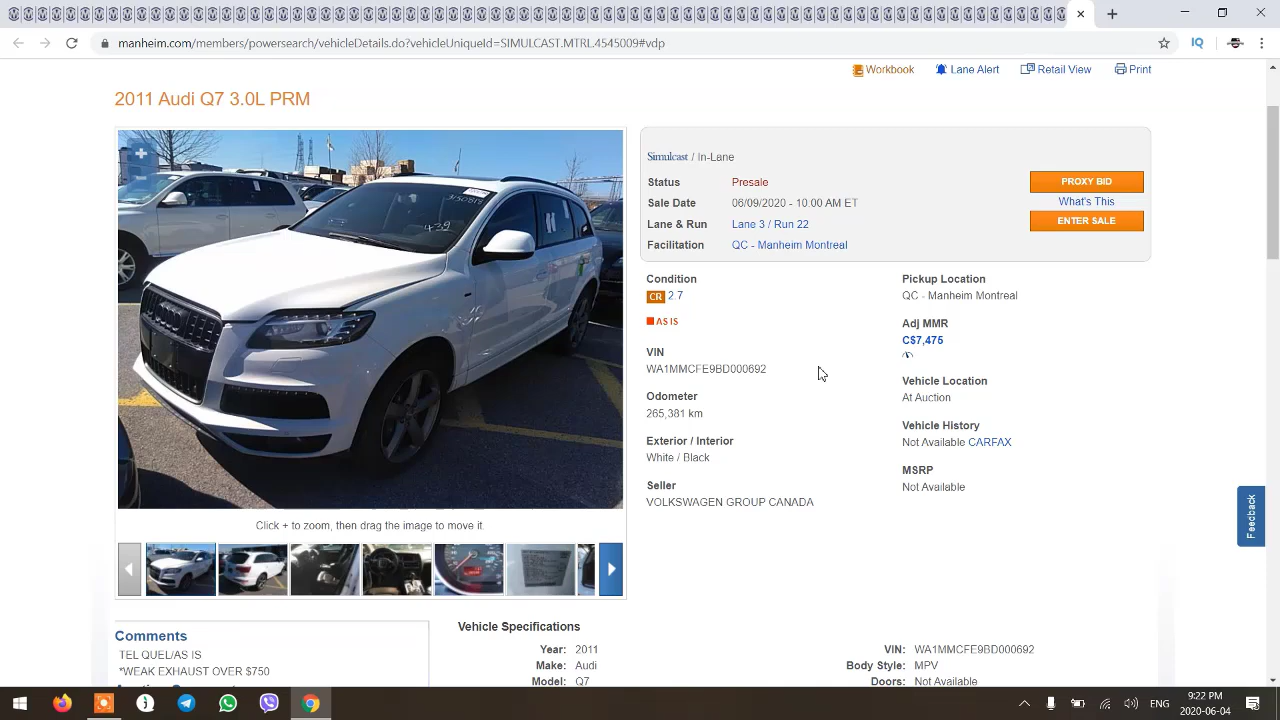 manheim.com/powersearch/vehicleDetails.do?vehicleUniqueId=SIMULCAST.MTRL.4545009#vdp
Workbook
Lane Alert
Retail View
Print
2011 Audi Q7 3.0L PRM
439
Simulcast / In-Lane
Status Presale
Sale Date 06/09/2020 - 10:00 AM ET
Lane & Run Lane 3 / Run 22
Facilitation QC - Manheim Montreal
PROXY BID
What's This
ENTER SALE
Condition
CR 2.7
AS IS
VIN
WA1MMCFE9BD000692
Odometer
265,381 km
Exterior / Interior
White / Black
Seller
VOLKSWAGEN GROUP CANADA
Pickup Location
QC - Manheim Montreal
Adj MMR
C$7,475
Vehicle Location
At Auction
Vehicle History
Not Available CARFAX
MSRP
Not Available
Feedback
Click + to zoom, then drag the image to move it.
Comments
TEL QUEL/AS IS
*WEAK EXHAUST OVER $750
Vehicle Specifications
Year: 2011
Make: Audi
Model: Q7
VIN: WA1MMCFE9BD000692
Body Style: MPV
Doors: Not Available
ENG
9:22 PM
2020-06-04